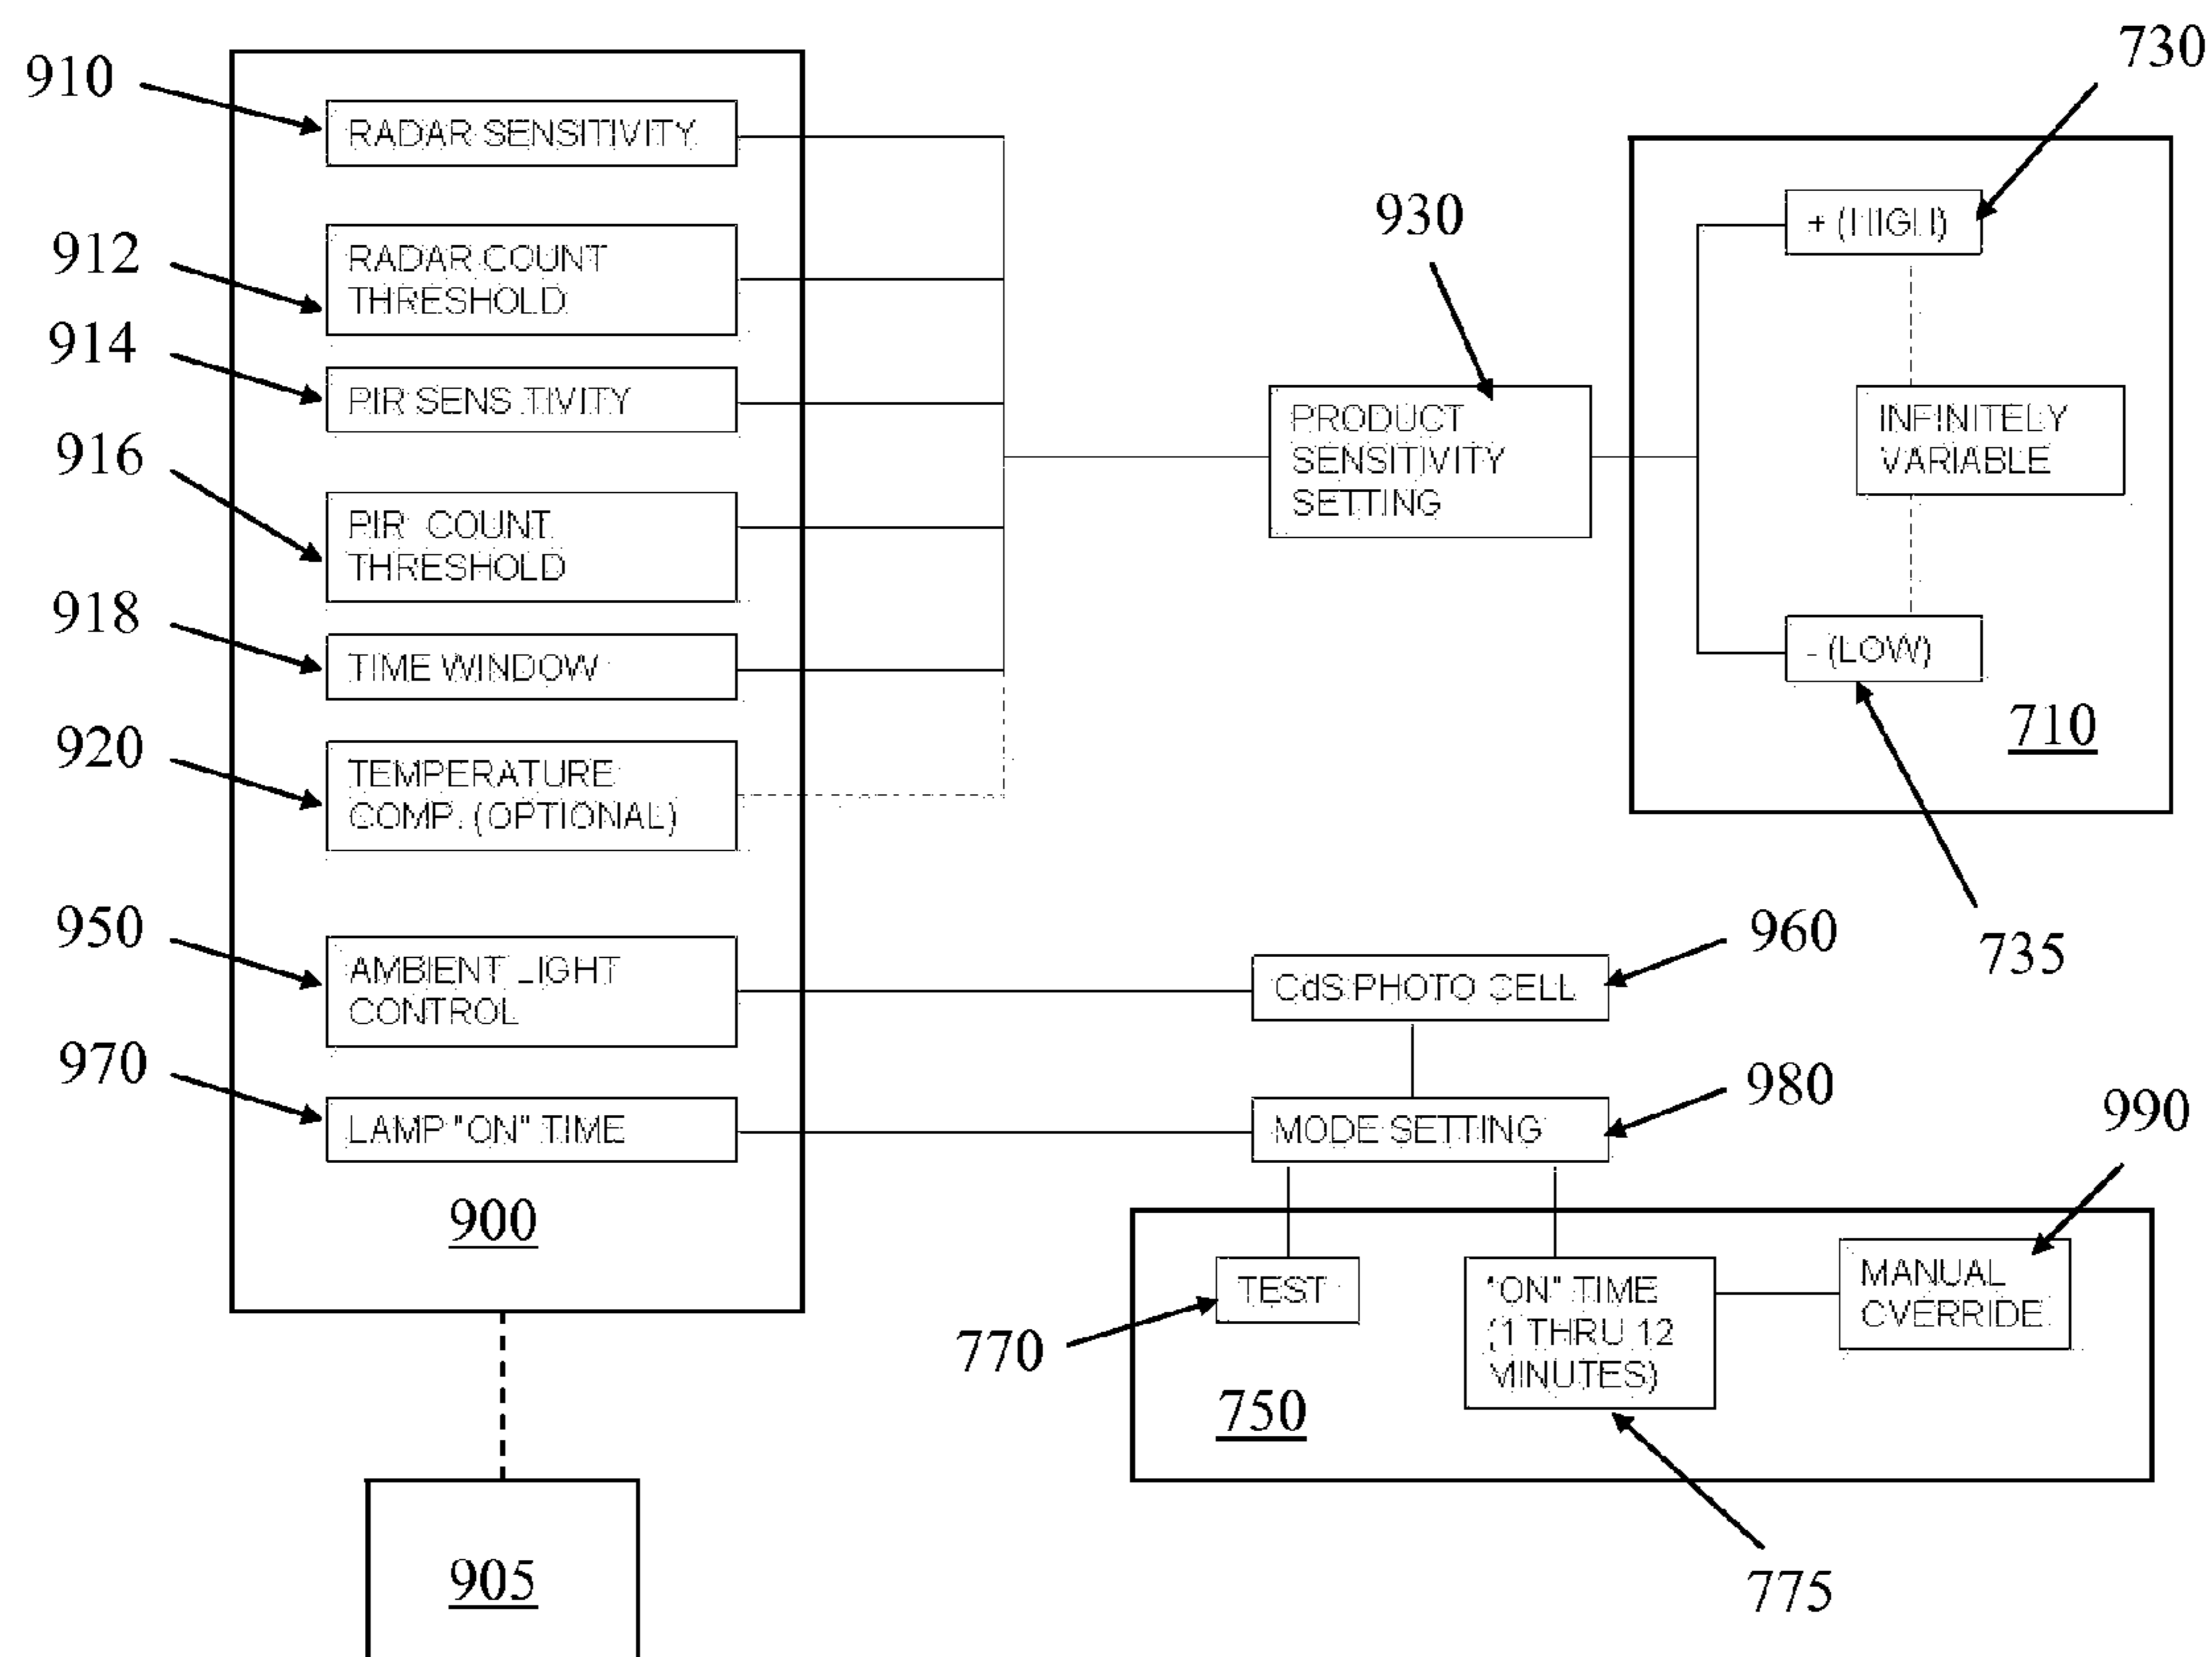 910
RADAR SENSITIVITY
912
RADAR COUNT
THRESHOLD
914
PIR SENSITIVITY
916
PIR COUNT
THRESHOLD
918
TIME WINDOW
920
TEMPERATURE
COMP. (OPTIONAL)
950
AMBIENT LIGHT
CONTROL
970
LAMP "ON" TIME
900
905
930
PRODUCT
SENSITIVITY
SETTING
730
+ (HIGH)
INFINITELY
VARIABLE
- (LOW)
710
735
960
CdS PHOTO CELL
980
MODE SETTING
990
TEST
770
750
"ON" TIME
(1 THRU 12
MINUTES)
775
MANUAL
OVERRIDE